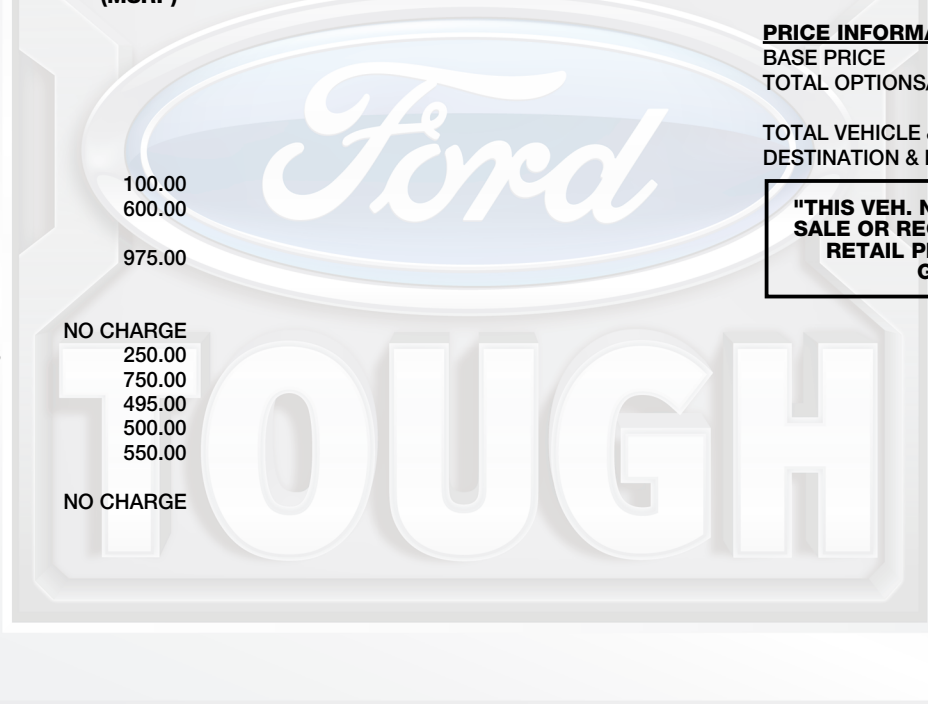 (MSRP)
100.00
600.00
975.00
NO CHARGE
250.00
750.00
495.00
500.00
550.00
NO CHARGE
PRICE INFORMA
BASE PRICE
TOTAL OPTIONS
TOTAL VEHICLE
DESTINATION &
"THIS VEH. N
SALE OR RE
RETAIL P
G
Ford
TOUGH